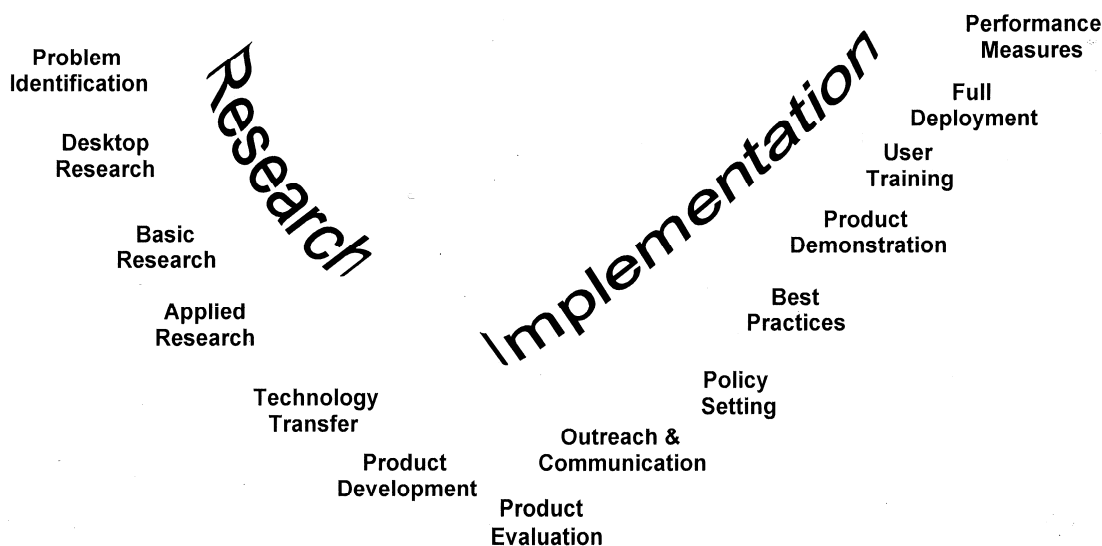 Problem
Identification
Desktop
Research
Basic
Research
Applied
Research
Technology
Transfer
Product
Development
Product
Evaluation
Outreach &
Communication
Policy
Setting
Best
Practices
Product
Demonstration
User
Training
Full
Deployment
Performance
Measures
Research
Implementation